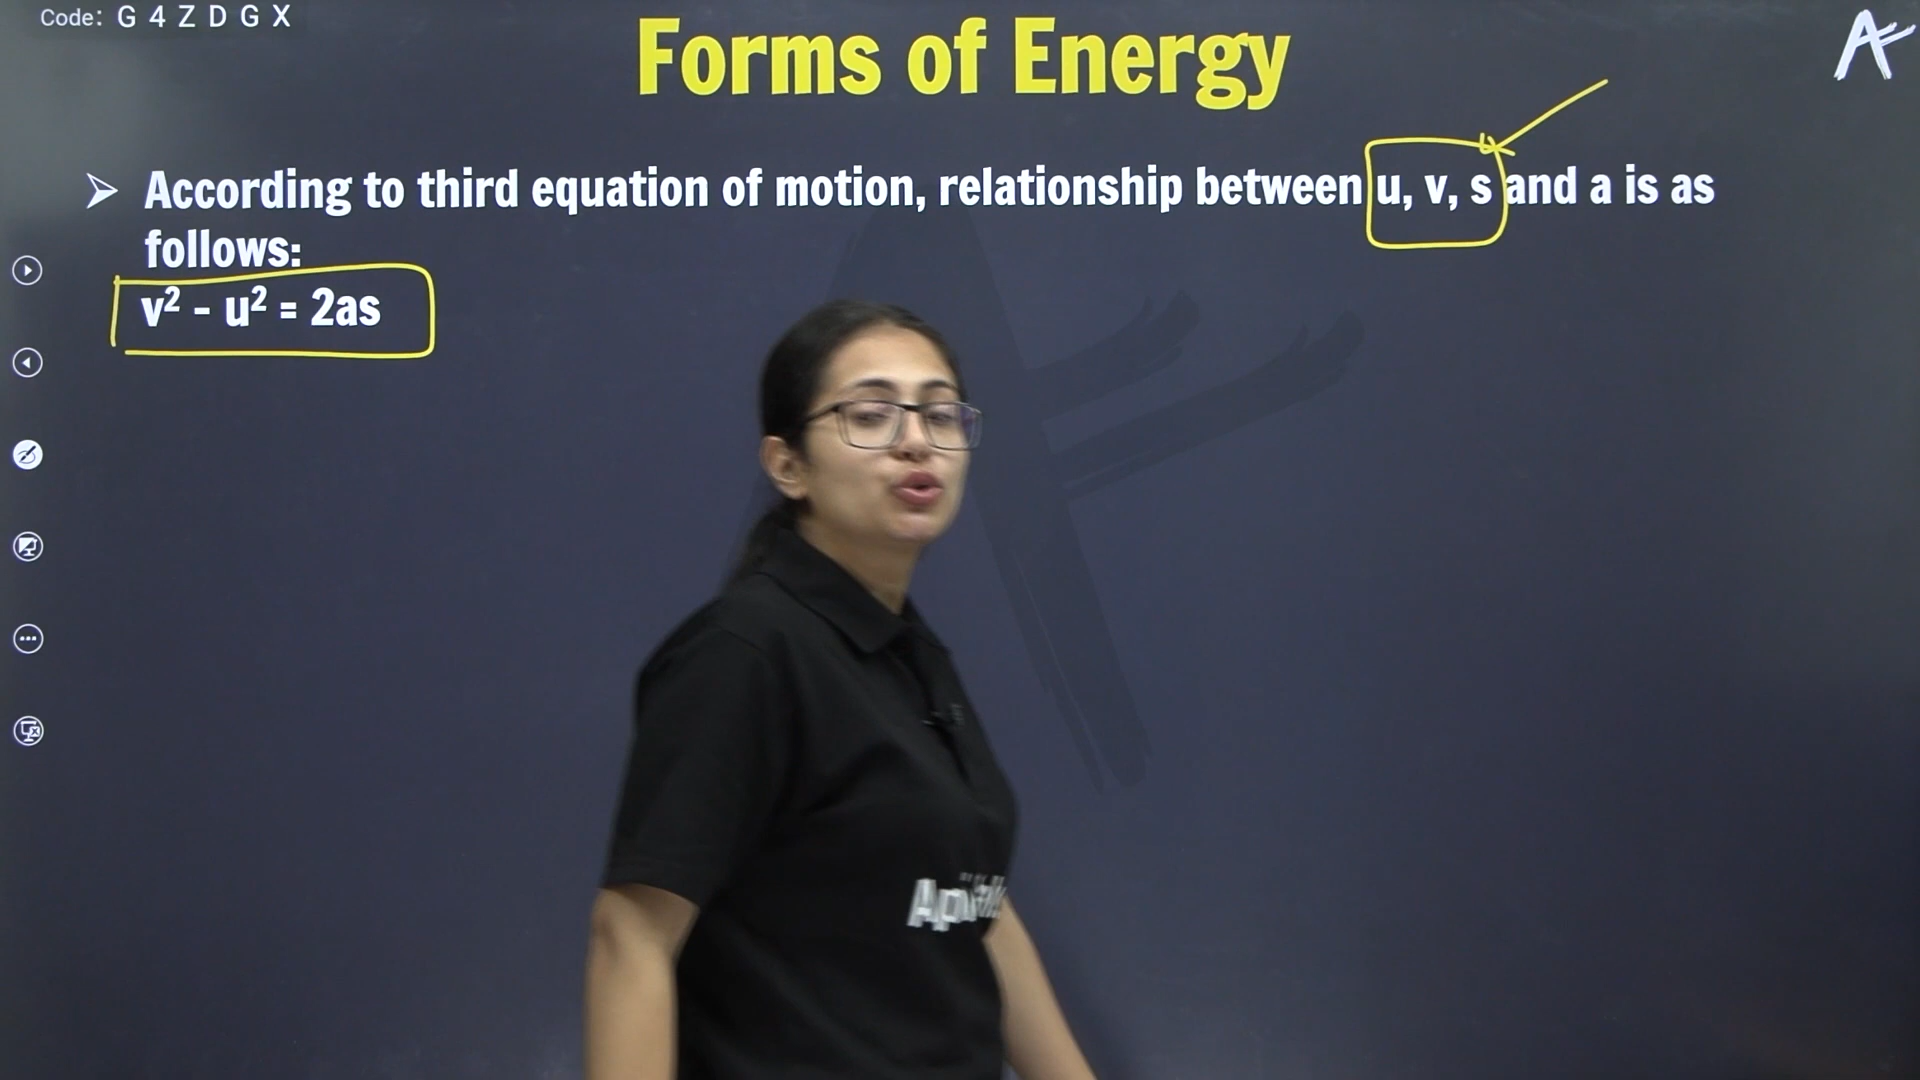 Code: G 4 Z D G X
Forms of Energy
➢ According to third equation of motion, relationship between u, v, s and a is as
follows:
v² - u² = 2as